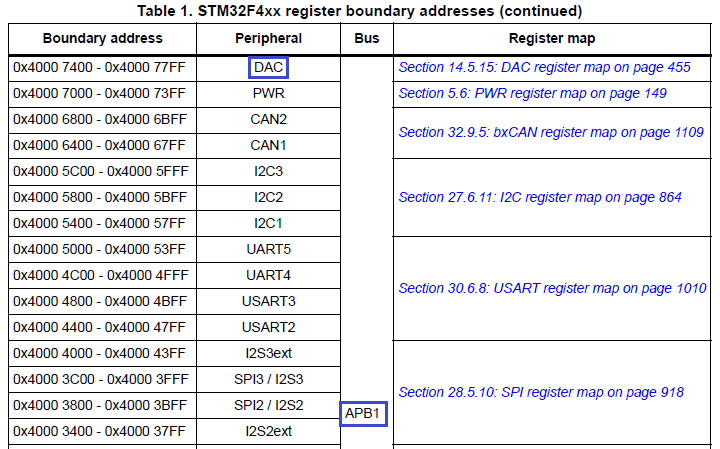 Table 1. STM32F4xx register boundary addresses (continued)
Boundary address Peripheral Bus Register map
0x4000 7400 - 0x4000 77FF DAC Section 14.5.15: DAC register map on page 455
0x4000 7000 - 0x4000 73FF PWR 5.6: PWR register map on page 149
0x4000 6800 - 0x4000 6BFF CAN2
Section 32.9.5: bxCAN register map on page 1109
0x4000 6400 - 0x4000 67FF CAN1
0x4000 5C00 - 0x4000 5FFF I2C3
0x4000 5800 - 0x4000 5BFF I2C2 Section 27.6.11: I2C register map on page 864
0x4000 5400 - 0x4000 57FF I2C1
0x4000 5000 - 0x4000 53FF UART5
0x4000 4C00 - 0x4000 4FFF UART4
Section 30.6.8: USART register map on page 1010
0x4000 4800 - 0x4000 4BFF USART3
0x4000 4400 - 0x4000 47FF USART2
0x4000 4000 - 0x4000 43FF I2S3ext
0x4000 3C00 - 0x4000 3FFF SPI3 / I2S3
Section 28.5.10: SPI register map on page 918
0x4000 3800 - 0x4000 3BFF SPI2 / I2S2
APB1
0x4000 3400 - 0x4000 37FF I2S2ext